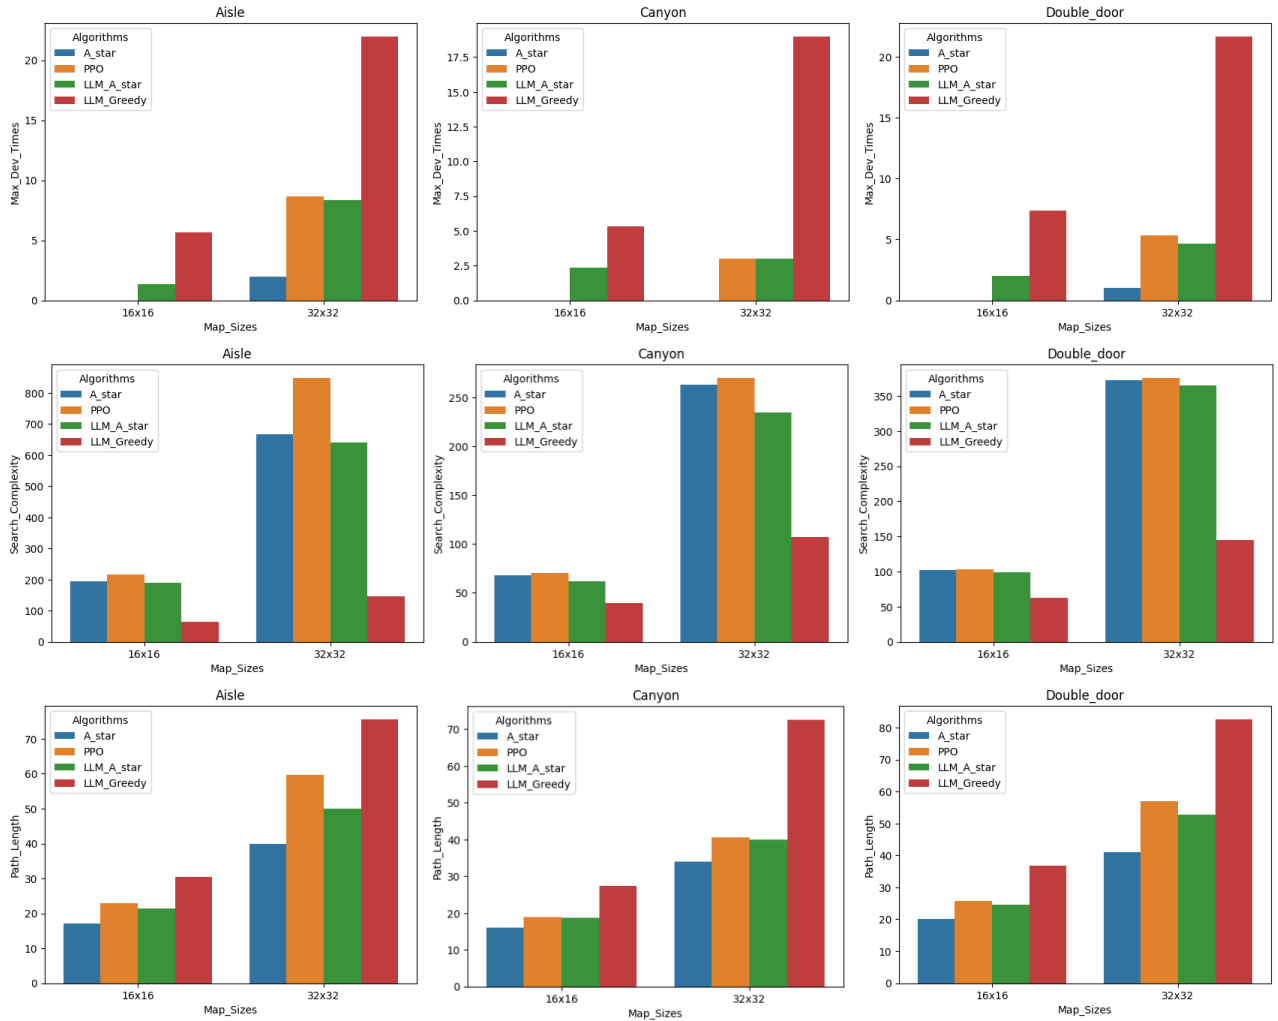 Aisle
Max_Dev_Times
20
15
10
5
0
Algorithms
A_star
PPO
LLM_A_star
LLM_Greedy
16x16
32x32
Map_Sizes
Canyon
Max_Dev_Times
17.5
15.0
12.5
10.0
7.5
5.0
2.5
0.0
Algorithms
A_star
PPO
LLM_A_star
LLM_Greedy
16x16
32x32
Map_Sizes
Double_door
Max_Dev_Times
20
15
10
5
0
Algorithms
A_star
PPO
LLM_A_star
LLM_Greedy
16x16
32x32
Map_Sizes
Aisle
Search_Complexity
800
700
600
500
400
300
200
100
0
Algorithms
A_star
PPO
LLM_A_star
LLM_Greedy
16x16
32x32
Map_Sizes
Canyon
Search_Complexity
250
200
150
100
50
0
Algorithms
A_star
PPO
LLM_A_star
LLM_Greedy
16x16
32x32
Map_Sizes
Double_door
Search_Complexity
350
300
250
200
150
100
50
0
Algorithms
A_star
PPO
LLM_A_star
LLM_Greedy
16x16
32x32
Map_Sizes
Aisle
Path_Length
70
60
50
40
30
20
10
0
Algorithms
A_star
PPO
LLM_A_star
LLM_Greedy
16x16
32x32
Map_Sizes
Canyon
Path_Length
70
60
50
40
30
20
10
0
Algorithms
A_star
PPO
LLM_A_star
LLM_Greedy
16x16
32x32
Map_Sizes
Double_door
Path_Length
80
70
60
50
40
30
20
10
0
Algorithms
A_star
PPO
LLM_A_star
LLM_Greedy
16x16
32x32
Map_Sizes